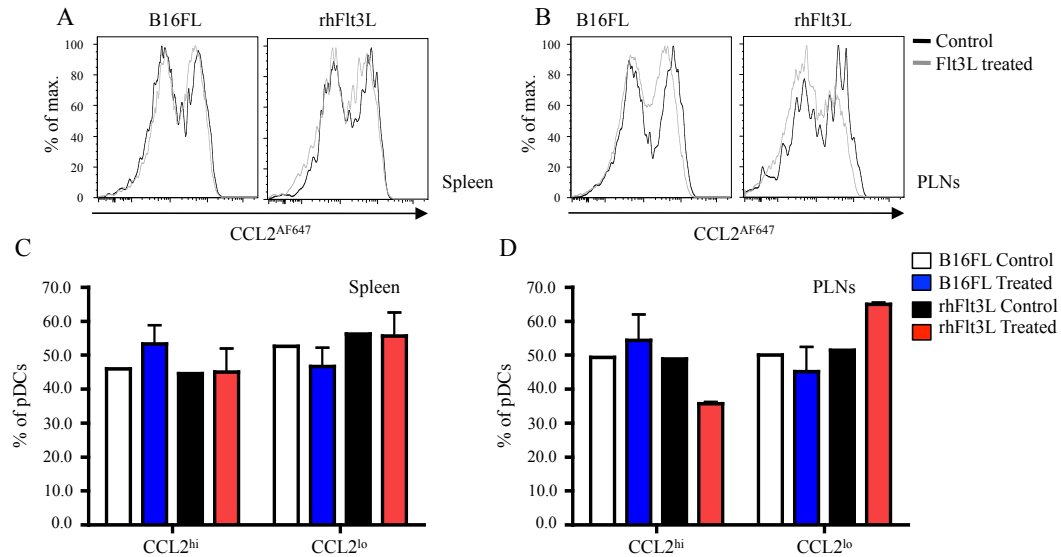 A
B16FL
rhFlt3L
B
B16FL
rhFlt3L
Control
Flt3L treated
% of max.
100
80
60
40
20
0
Spleen
CCL2AF647
% of max.
100
80
60
40
20
0
PLNs
CCL2AF647
C
Spleen
% of pDCs
70.0
60.0
50.0
40.0
30.0
20.0
10.0
0.0
CCL2hi
CCL2lo
D
PLNs
% of pDCs
70.0
60.0
50.0
40.0
30.0
20.0
10.0
0.0
CCL2hi
CCL2lo
B16FL Control
B16FL Treated
rhFlt3L Control
rhFlt3L Treated